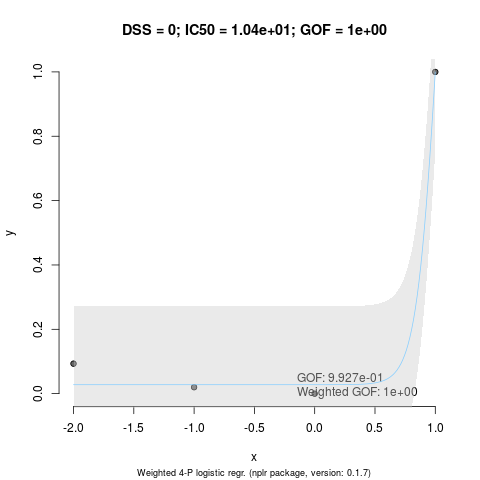 DSS = 0; IC50 = 1.04e+01; GOF = 1e+00
1.0
0.8
0.6
0.4
0.2
0.0
y
GOF: 9.927e-01
Weighted GOF: 1e+00
-2.0 -1.5 -1.0 -0.5 0.0 0.5 1.0
x
Weighted 4-P logistic regr. (nplr package, version: 0.1.7)